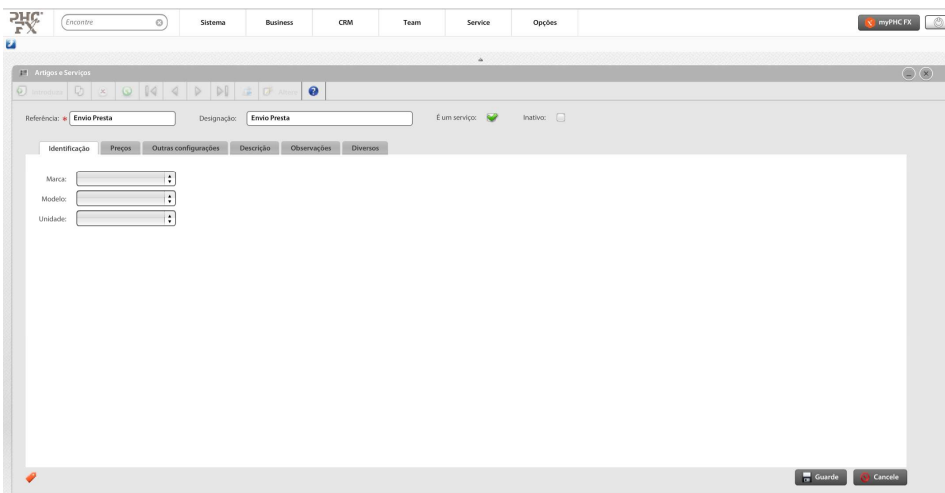 PHC FX
Encontre
Sistema Business CRM Team Service Opções
myPHC FX
Artigos e Serviços
Introduzir Altere
Referência: Envio Presta Designação: Envio Presta É um serviço: Inativo:
Identificação Preços Outras configurações Descrição Observações Diversos
Marca:
Modelo:
Unidade:
Guarde Cancele